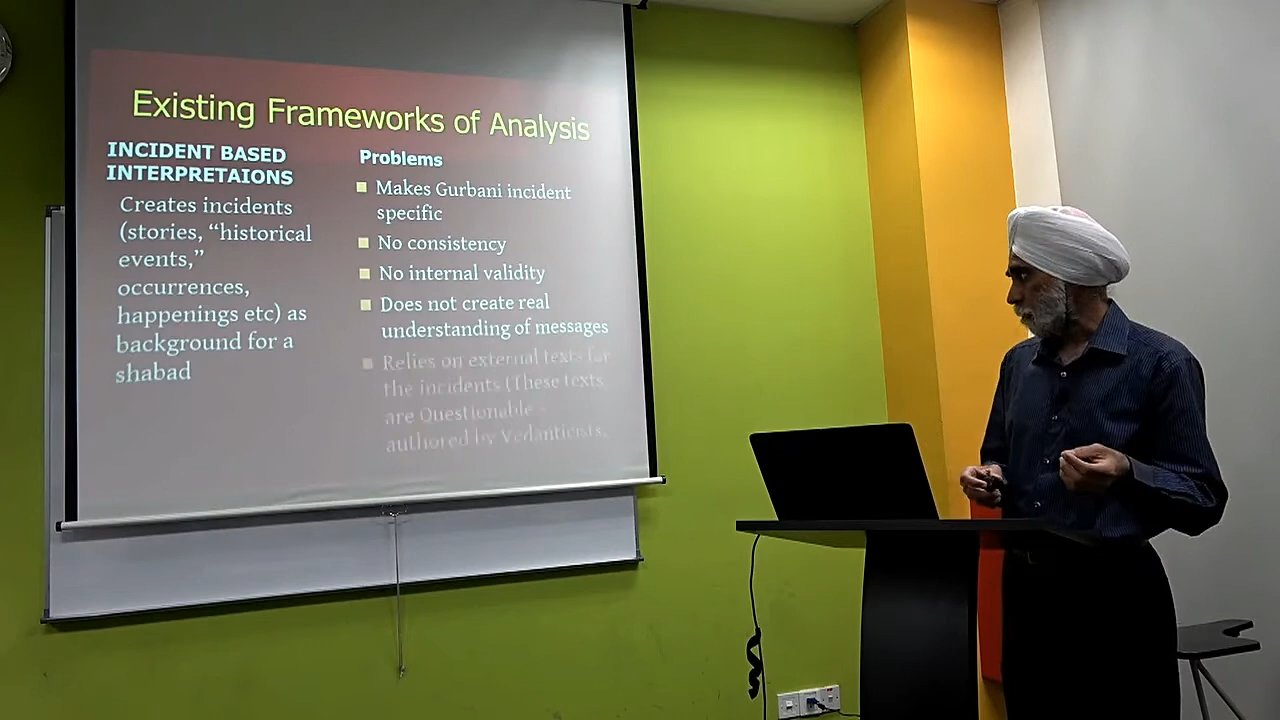 Existing Frameworks of Analysis
INCIDENT BASED
INTERPRETAIONS
Creates incidents
(stories, “historical
events,”
occurrences,
happenings etc) as
background for a
shabad
Problems
Makes Gurbani incident
specific
No consistency
No internal validity
Does not create real
understanding of messages
Relies on external texts for
the incidents (These texts
are Questionable -
authored by Vedanticists.